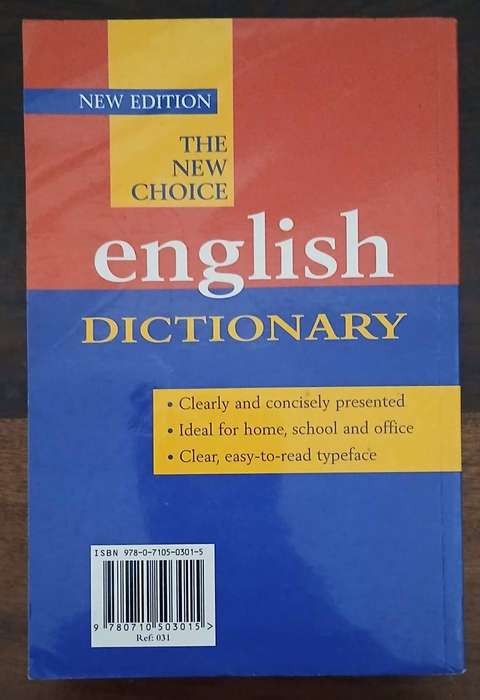 NEW EDITION
THE
NEW
CHOICE
english
DICTIONARY
• Clearly and concisely presented
• Ideal for home, school and office
• Clear, easy-to-read typeface
ISBN 978-0-7105-0301-5
9 780710 503015 >
Ref: 031